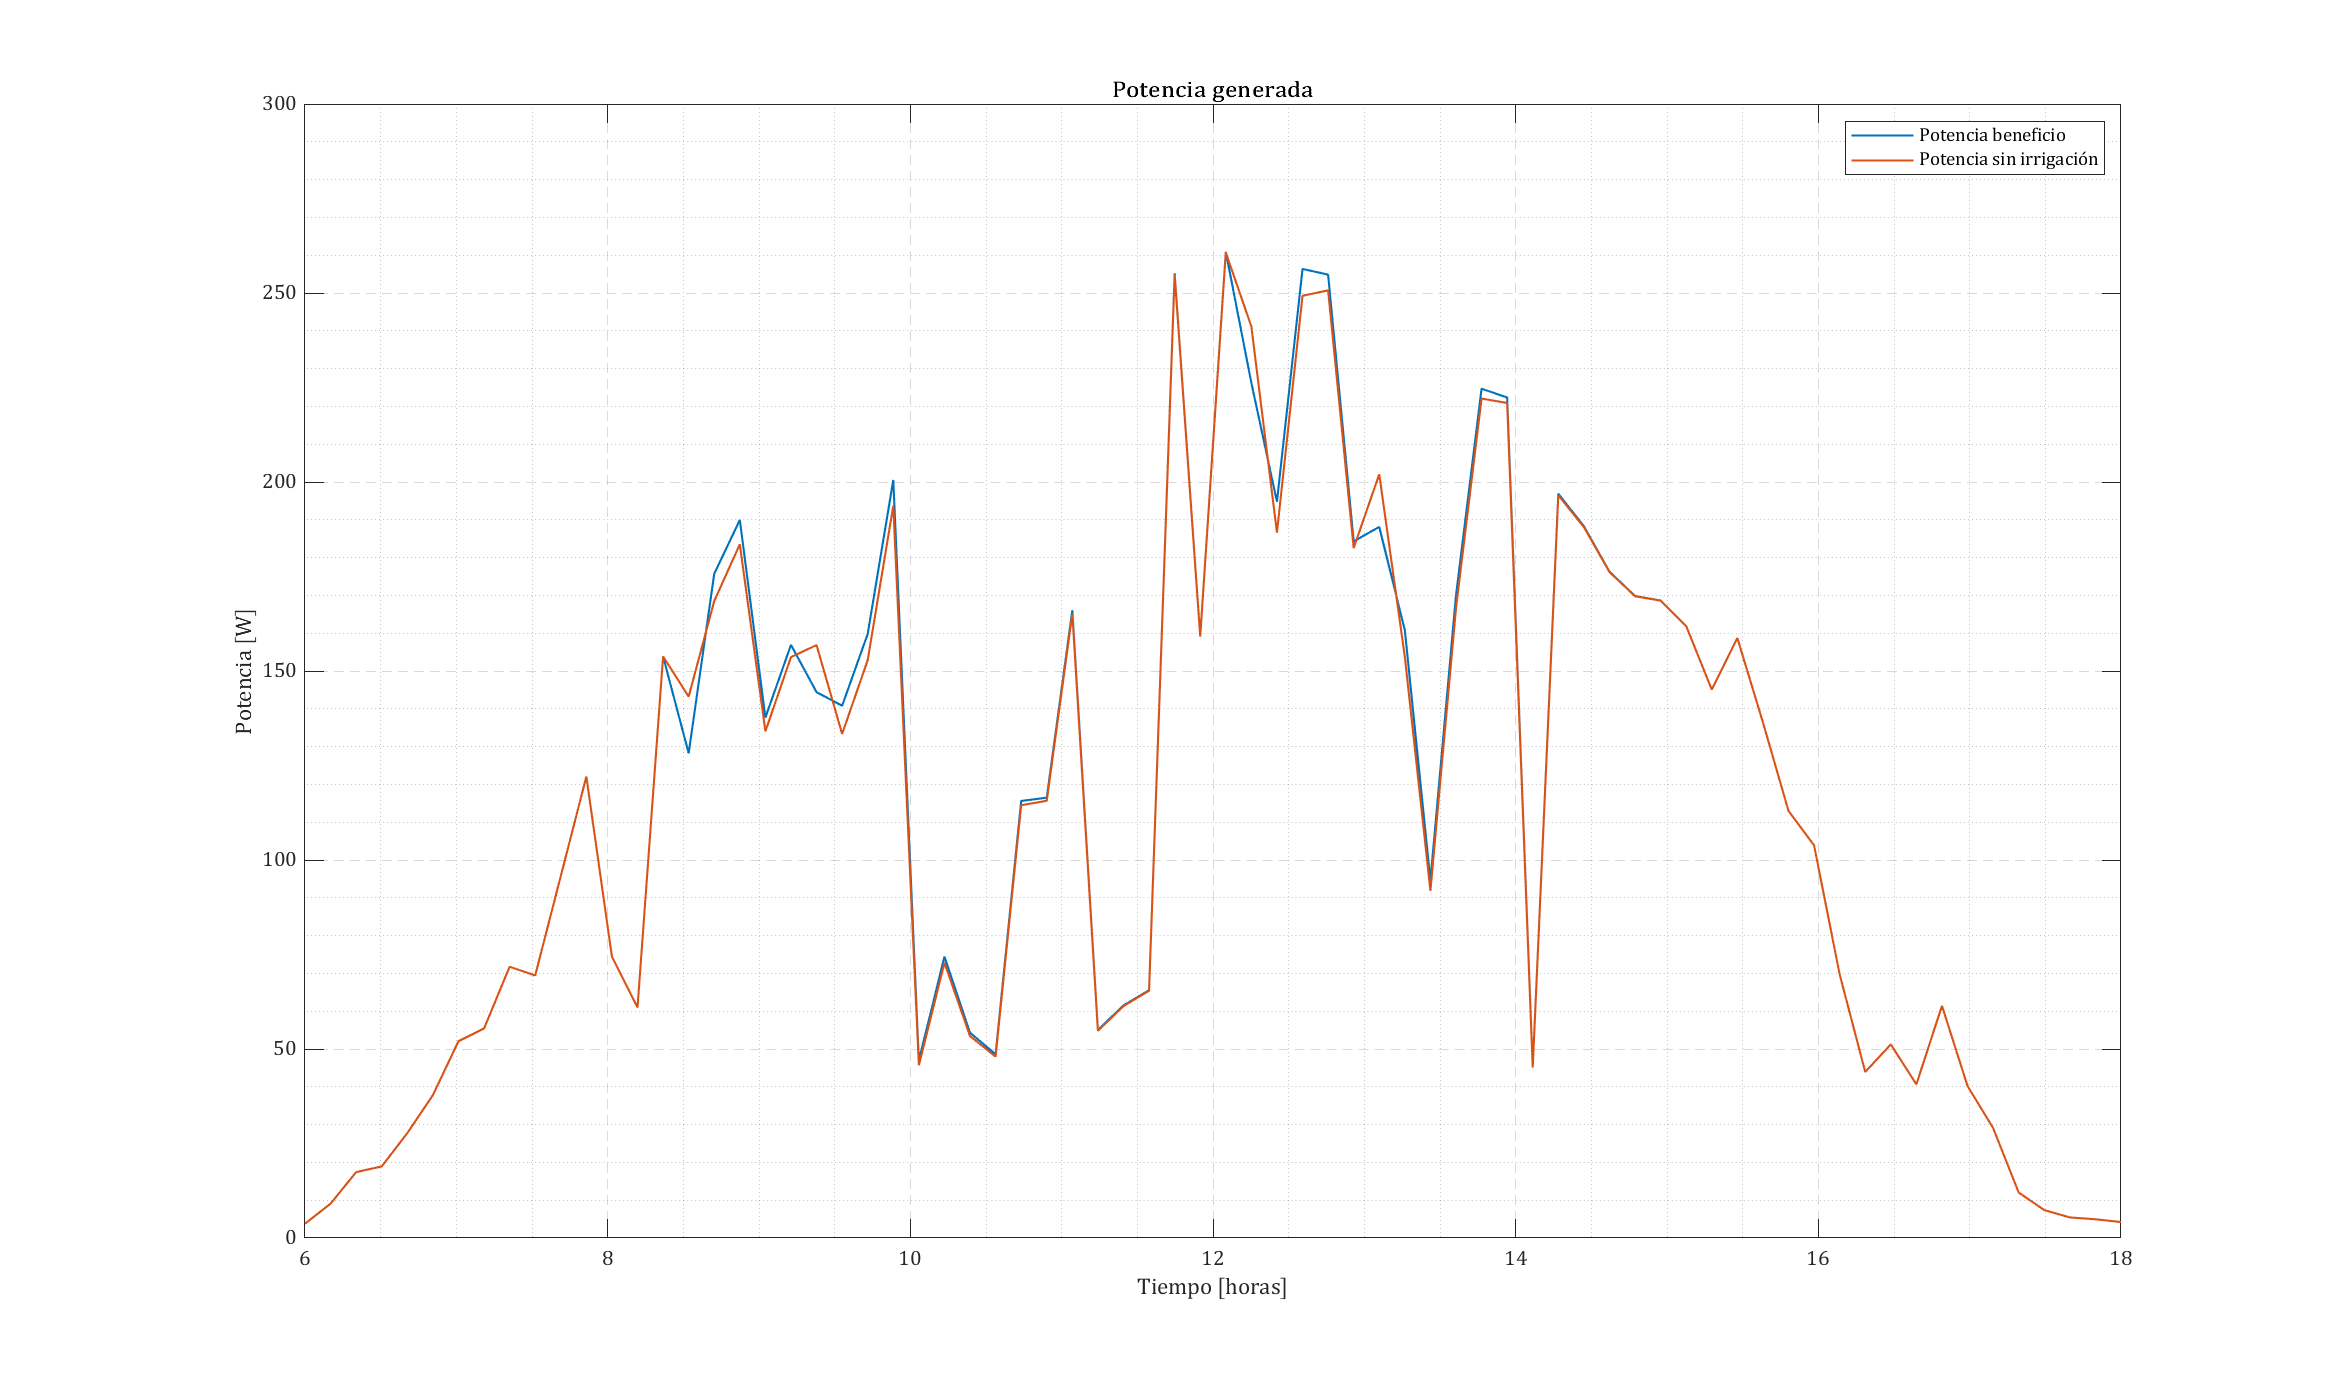 Potencia generada
300
250
200
150
100
50
0
Potencia [W]
Potencia beneficio
Potencia sin irrigación
6 8 10 12 14 16 18
Tiempo [horas]